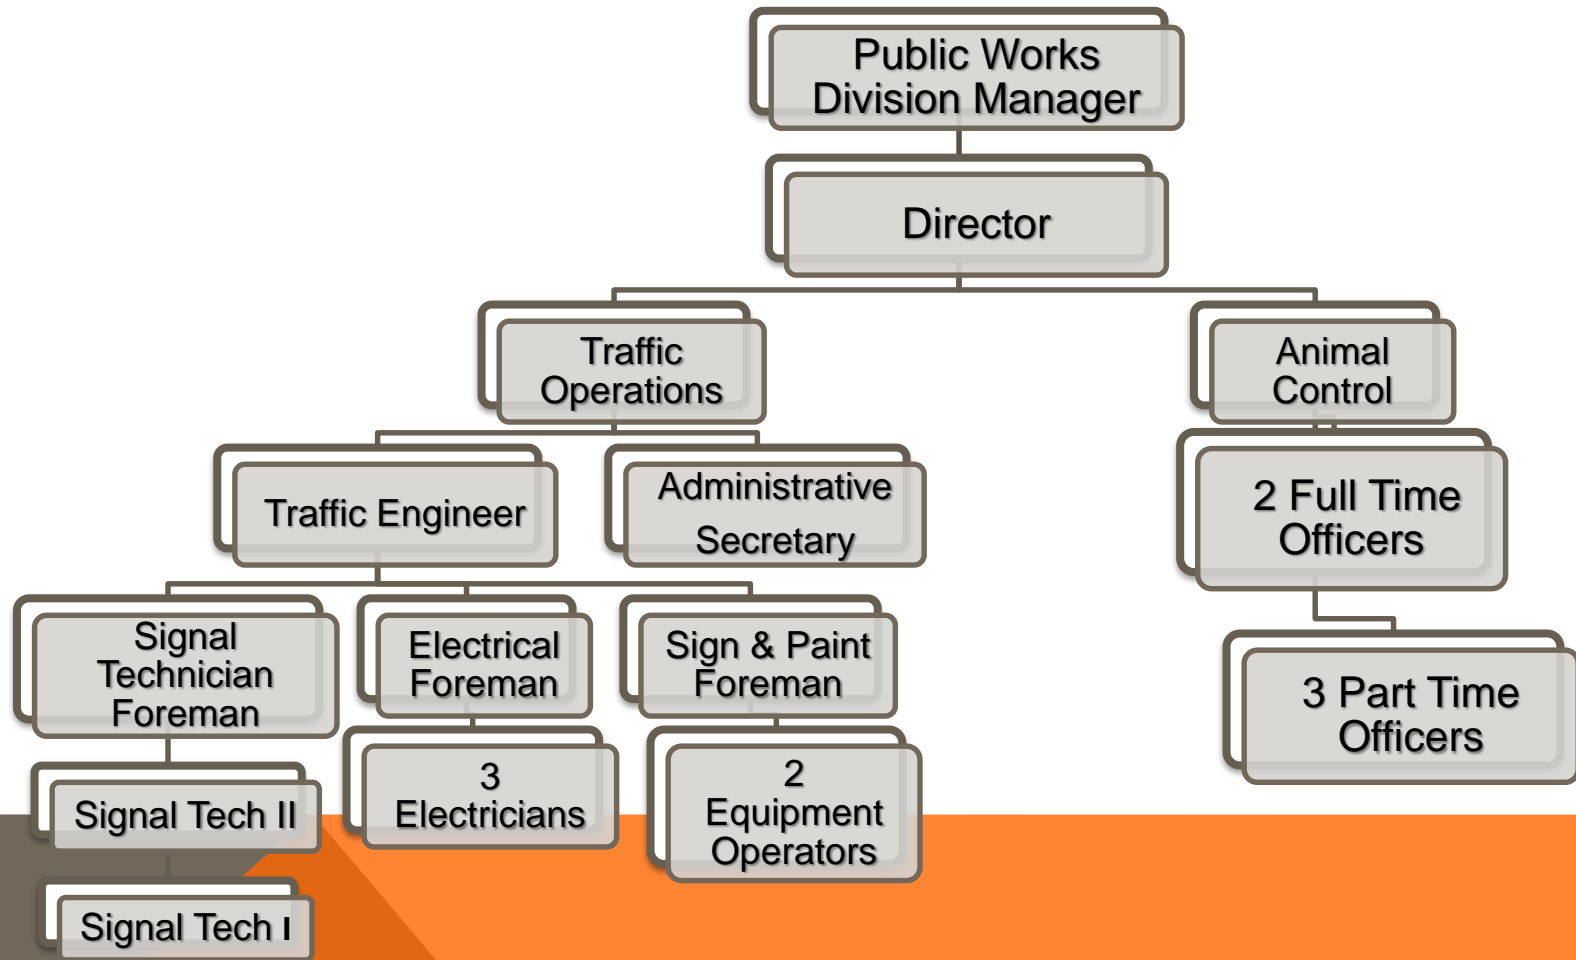 Public Works
Division Manager
Director
Traffic
Operations
Animal
Control
Traffic Engineer
Administrative
Secretary
2 Full Time
Officers
Signal
Technician
Foreman
Electrical
Foreman
Sign & Paint
Foreman
3 Part Time
Officers
Signal Tech II
3
Electricians
2
Equipment
Operators
Signal Tech I